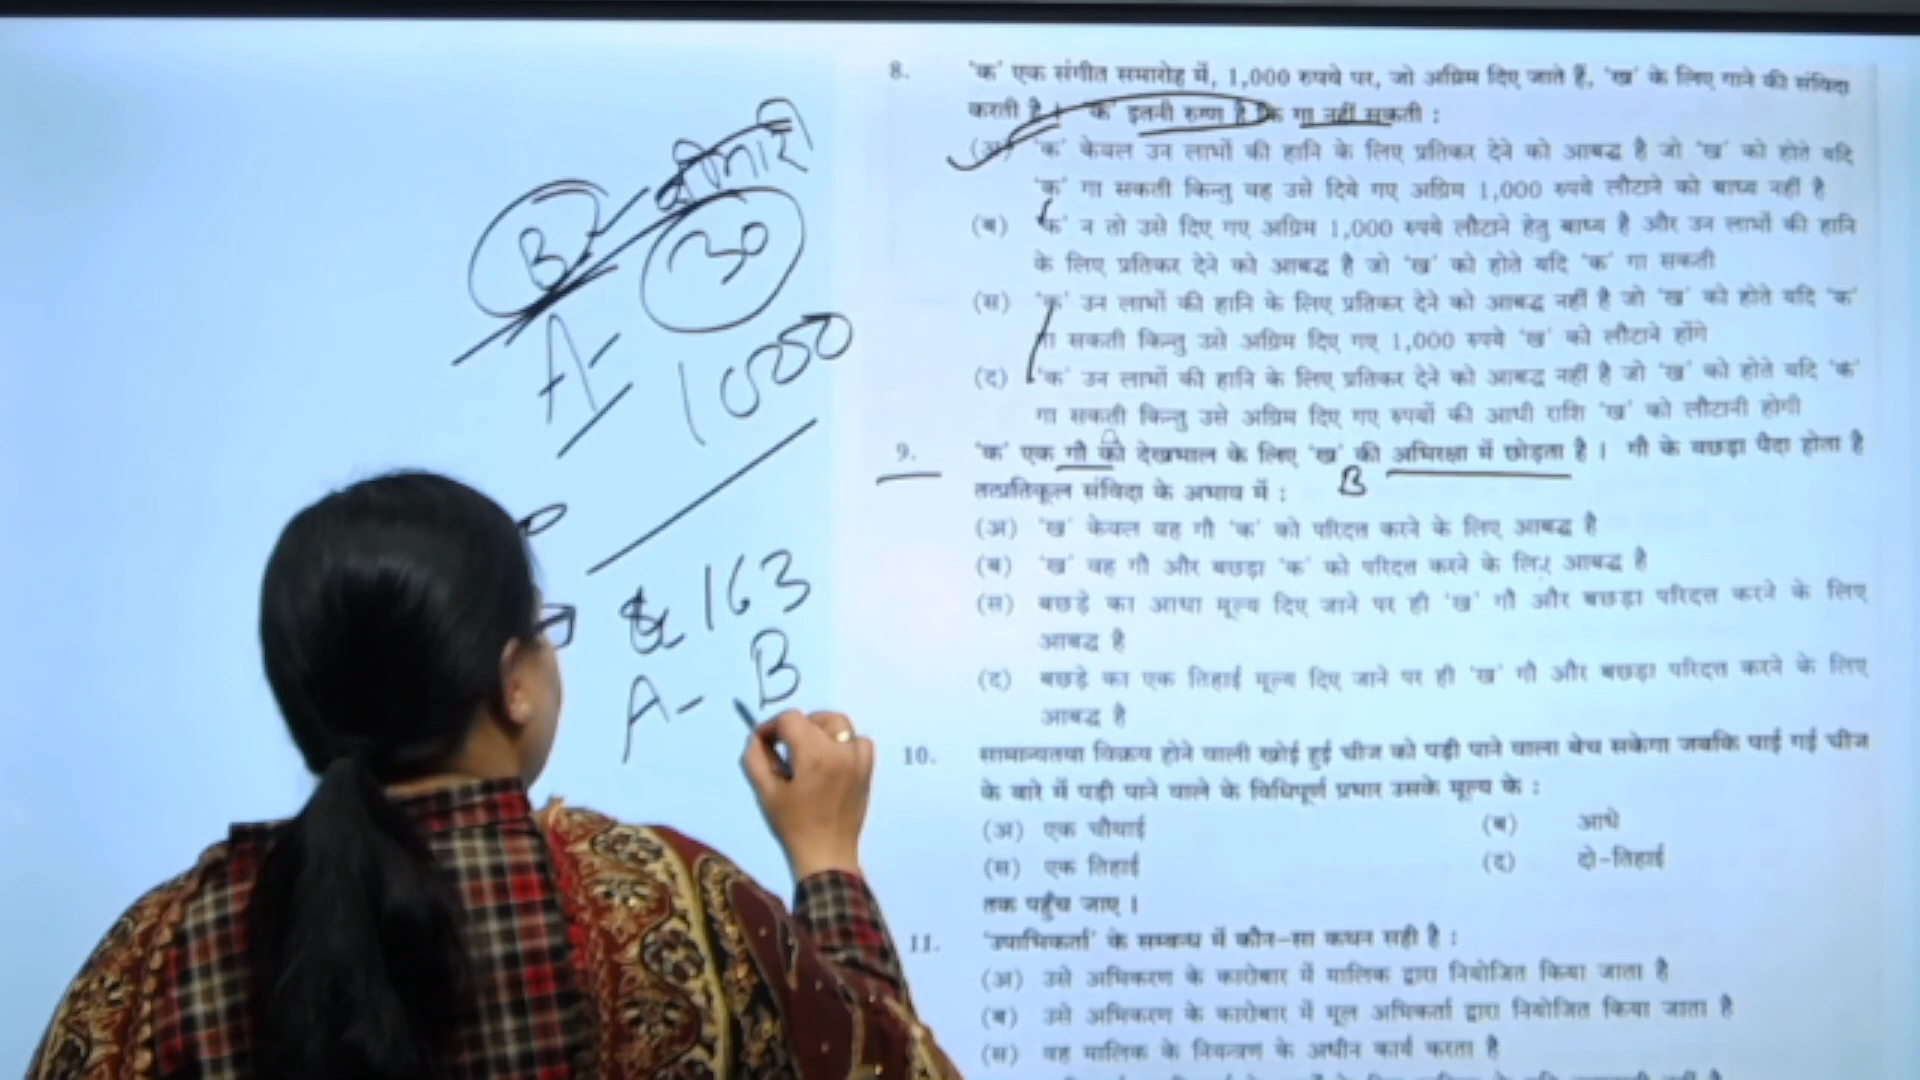 8. 'क' एक संगीत समारोह में, 1,000 रुपये पर, जो अग्रिम दिए जाते हैं, 'ख' के लिए गाने की संविदा
करती है । 'क' इतनी रुग्ण है कि गा नहीं सकती :
(अ) 'क' केवल उन लाभों की हानि के लिए प्रतिकर देने को आबद्ध है जो 'ख' को होते यदि
'क' गा सकती किन्तु वह उसे दिये गए अग्रिम 1,000 रुपये लौटाने को बाध्य नहीं है
(ब) 'क' न तो उसे दिए गए अग्रिम 1,000 रुपये लौटाने हेतु बाध्य है और उन लाभों की हानि
के लिए प्रतिकर देने को आबद्ध है जो 'ख' को होते यदि 'क' गा सकती
(स) 'क' उन लाभों की हानि के लिए प्रतिकर देने को आबद्ध नहीं है जो 'ख' को होते यदि 'क'
गा सकती किन्तु उसे अग्रिम दिए गए 1,000 रुपये 'ख' को लौटाने होंगे
(द) 'क' उन लाभों की हानि के लिए प्रतिकर देने को आबद्ध नहीं है जो 'ख' को होते यदि 'क'
गा सकती किन्तु उसे अग्रिम दिए गए रुपयों की आधी राशि 'ख' को लौटानी होगी
9. 'क' एक गौ को देखभाल के लिए 'ख' की अभिरक्षा में छोड़ता है । गौ के बछड़ा पैदा होता है
तत्प्रतिकूल संविदा के अभाव में : B
(अ) 'ख' केवल वह गौ 'क' को परिदत्त करने के लिए आबद्ध है
(ब) 'ख' वह गौ और बछड़ा 'क' को परिदत्त करने के लिए आबद्ध है
(स) बछड़े का आधा मूल्य दिए जाने पर ही 'ख' गौ और बछड़ा परिदत्त करने के लिए
आबद्ध है
(द) बछड़े का एक तिहाई मूल्य दिए जाने पर ही 'ख' गौ और बछड़ा परिदत्त करने के लिए
आबद्ध है
10. सामान्यतया विक्रय होने वाली खोई हुई चीज को पड़ी पाने वाला बेच सकेगा जबकि पाई गई चीज
के बारे में पड़ी पाने वाले के विधिपूर्ण प्रभार उसके मूल्य के :
(अ) एक चौथाई (ब) आधे
(स) एक तिहाई (द) दो-तिहाई
तक पहुँच जाए ।
11. 'उपाभिकर्ता' के सम्बन्ध में कौन-सा कथन सही है :
(अ) उसे अभिकरण के कारोबार में मालिक द्वारा नियोजित किया जाता है
(ब) उसे अभिकरण के कारोबार में मूल अभिकर्ता द्वारा नियोजित किया जाता है
(स) वह मालिक के नियन्त्रण के अधीन कार्य करता है
बीमारी
B
30
A- 1000
163
A- B